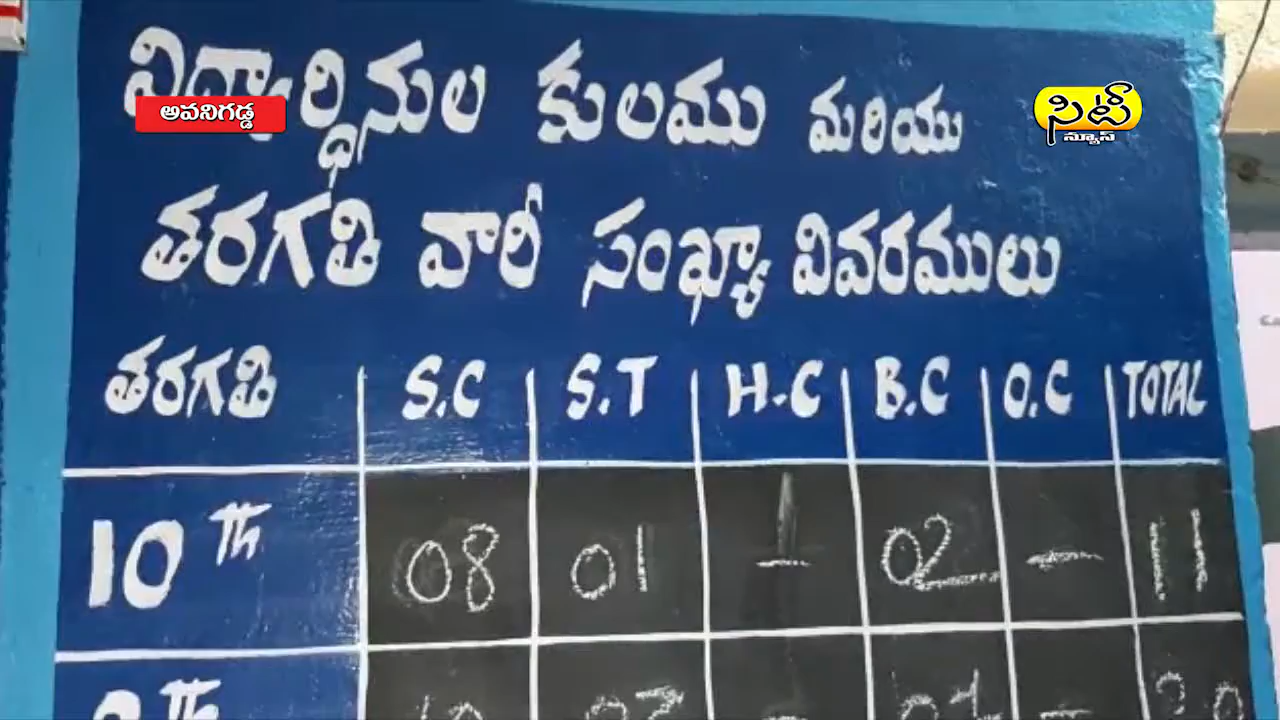 విద్యార్థినుల కులము మరియు
అవనిగడ్డ
సిటీ
న్యూస్
తరగతి వారీ సంఖ్యా వివరములు
తరగతి S.C S.T H.C B.C O.C TOTAL
10 Th 08 01 - 02 - 11